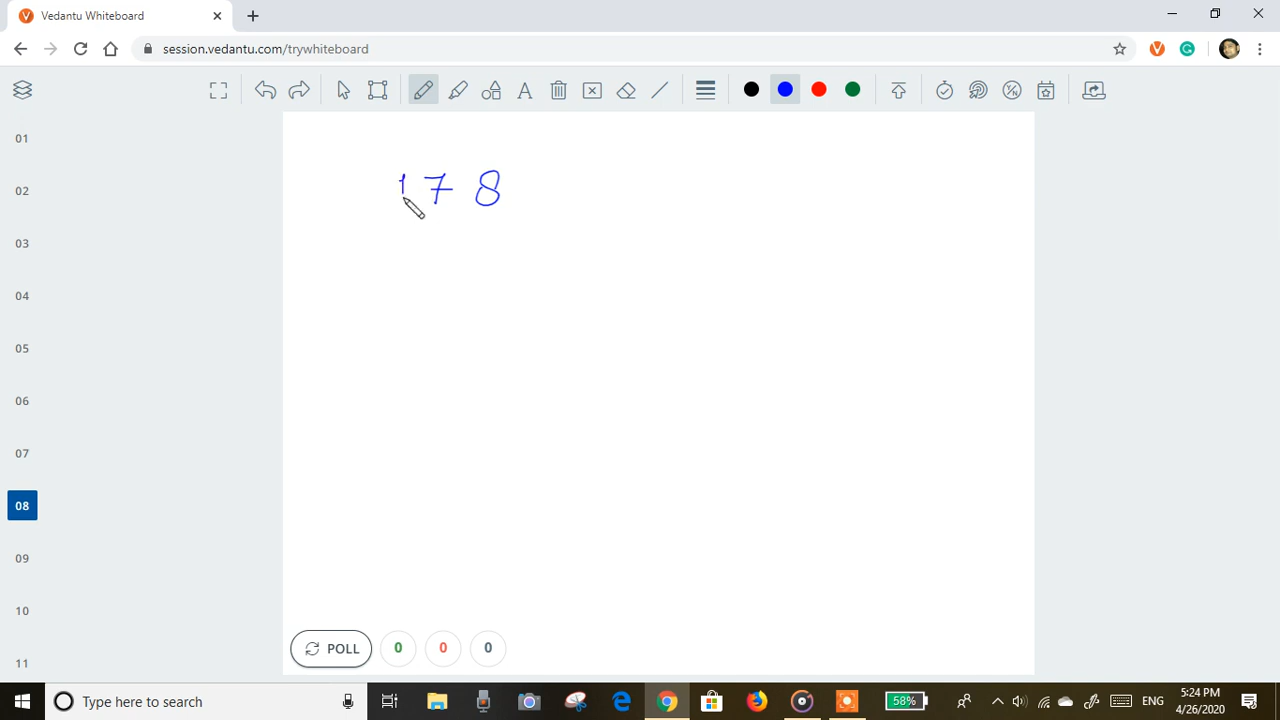 Vedantu Whiteboard
session.vedantu.com/trywhiteboard
A
Y/N
1 7 8
01
02
03
04
05
06
07
08
09
10
11
POLL
0
0
0
Type here to search
58%
ENG
5:24 PM
4/26/2020